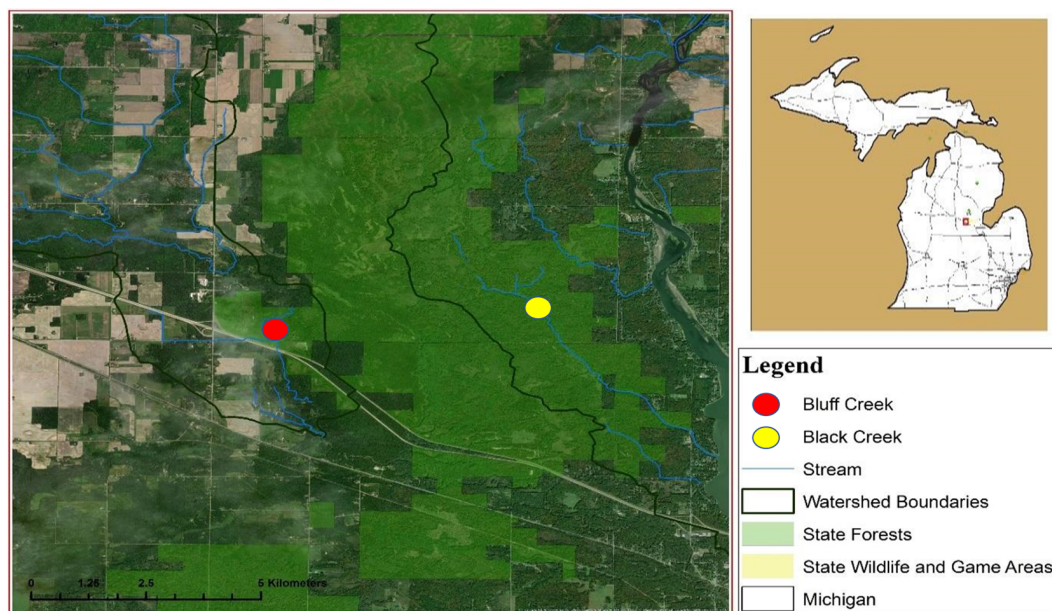 A
0 1.25 2.5 5 Kilometers
Legend
Bluff Creek
Black Creek
Stream
Watershed Boundaries
State Forests
State Wildlife and Game Areas
Michigan